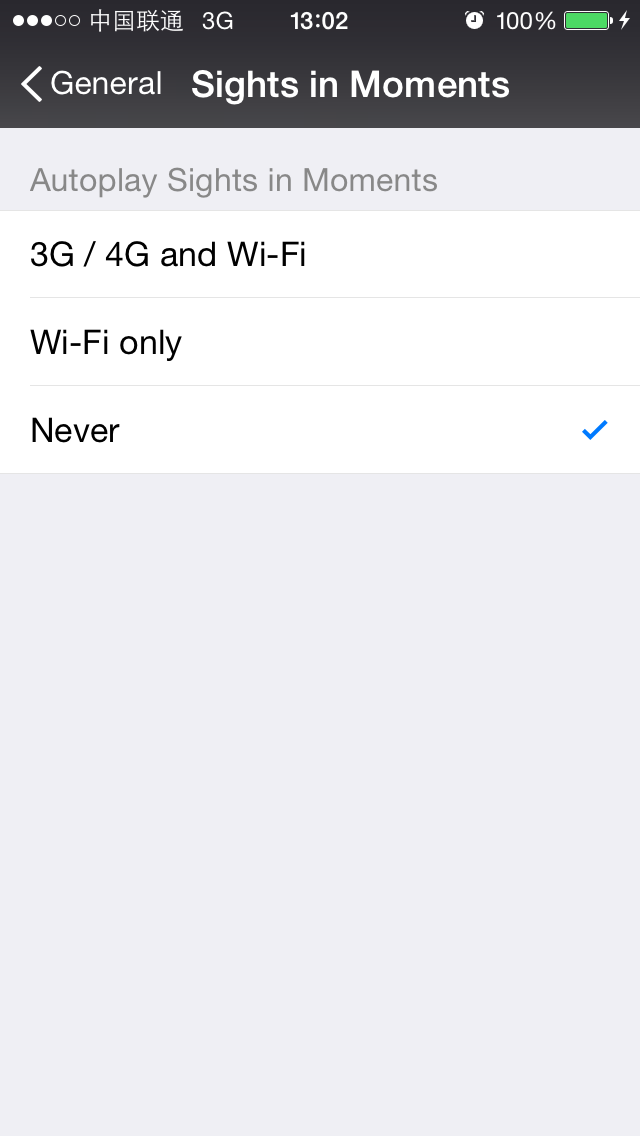 中国联通 3G 13:02 100%
General Sights in Moments
Autoplay Sights in Moments
3G / 4G and Wi-Fi
Wi-Fi only
Never